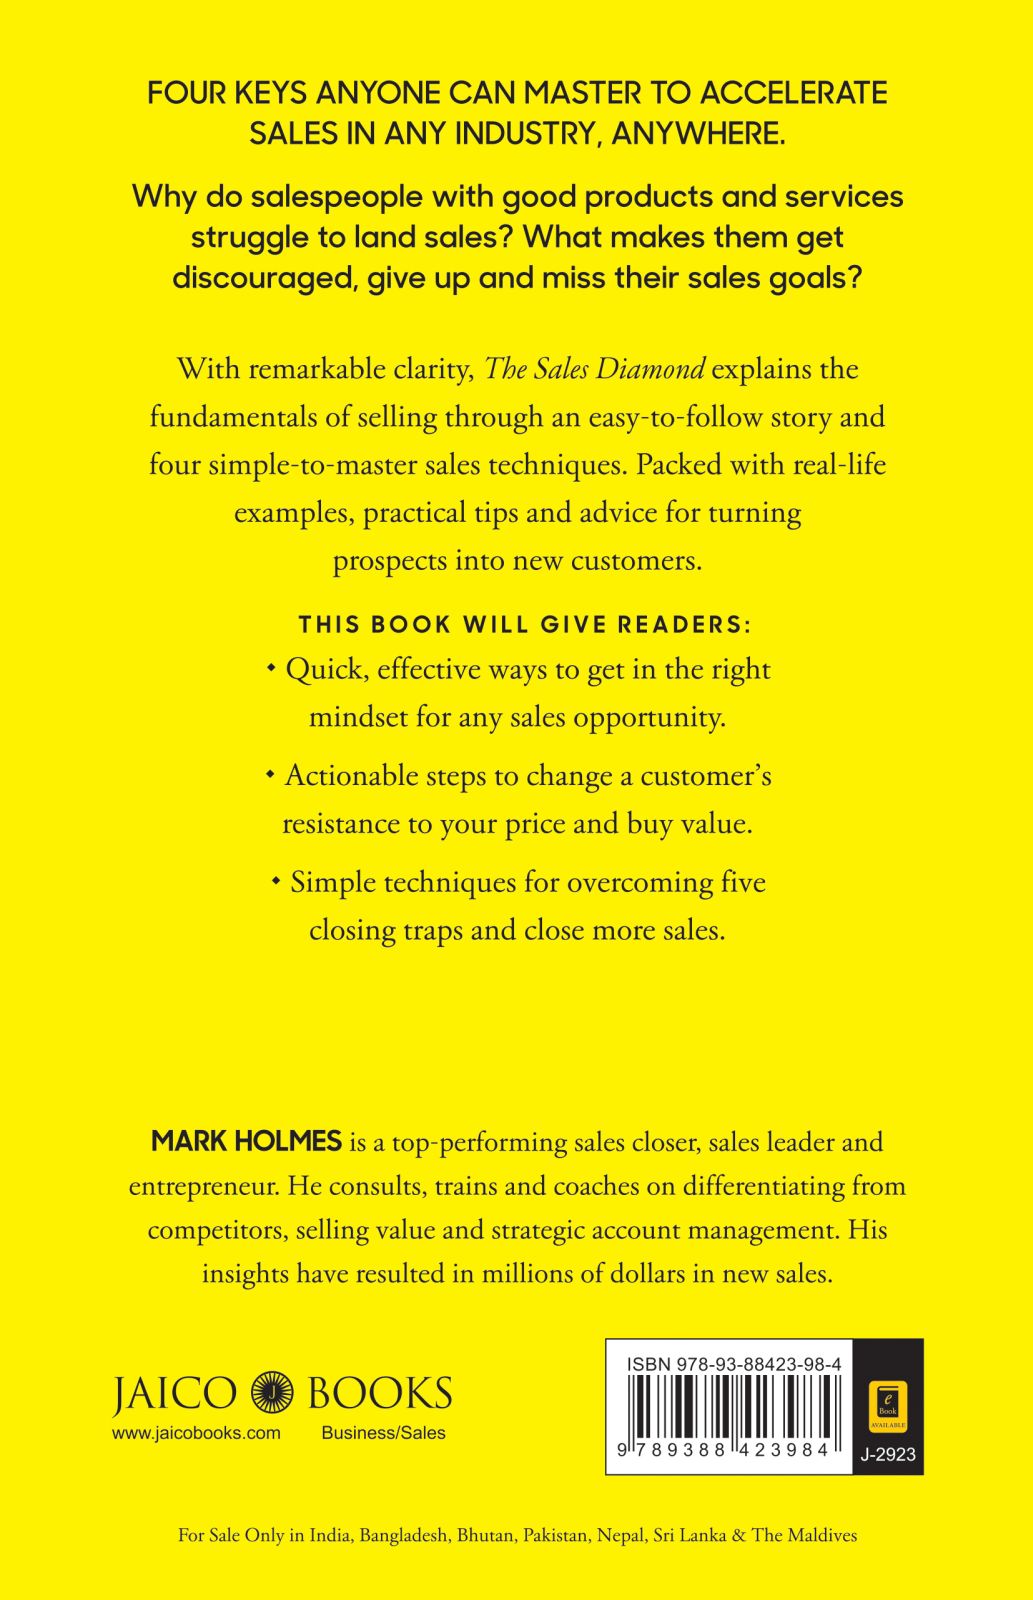 FOUR KEYS ANYONE CAN MASTER TO ACCELERATE
SALES IN ANY INDUSTRY, ANYWHERE.
Why do salespeople with good products and services
struggle to land sales? What makes them get
discouraged, give up and miss their sales goals?
With remarkable clarity, The Sales Diamond explains the
fundamentals of selling through an easy-to-follow story and
four simple-to-master sales techniques. Packed with real-life
examples, practical tips and advice for turning
prospects into new customers.
THIS BOOK WILL GIVE READERS:
• Quick, effective ways to get in the right
mindset for any sales opportunity.
• Actionable steps to change a customer’s
resistance to your price and buy value.
• Simple techniques for overcoming five
closing traps and close more sales.
MARK HOLMES is a top-performing sales closer, sales leader and
entrepreneur. He consults, trains and coaches on differentiating from
competitors, selling value and strategic account management. His
insights have resulted in millions of dollars in new sales.
JAICO J BOOKS
www.jaicobooks.com Business/Sales
ISBN 978-93-88423-98-4
9 789388 423984
e
Book
AVAILABLE
J-2923
For Sale Only in India, Bangladesh, Bhutan, Pakistan, Nepal, Sri Lanka & The Maldives